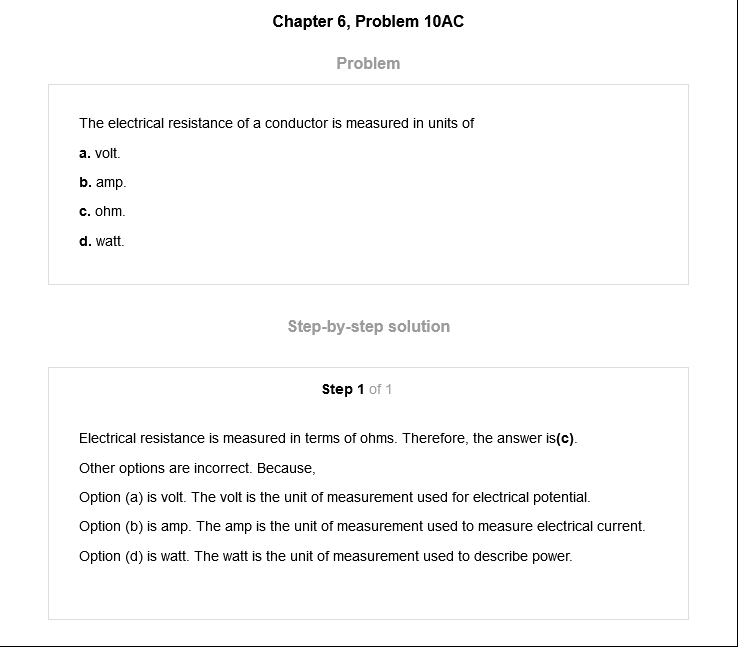 Chapter 6, Problem 10AC
Problem
The electrical resistance of a conductor is measured in units of
a. volt.
b. amp.
c. ohm.
d. watt.
Step-by-step solution
Step 1 of 1
Electrical resistance is measured in terms of ohms. Therefore, the answer is(c).
Other options are incorrect. Because,
Option (a) is volt. The volt is the unit of measurement used for electrical potential.
Option (b) is amp. The amp is the unit of measurement used to measure electrical current.
Option (d) is watt. The watt is the unit of measurement used to describe power.